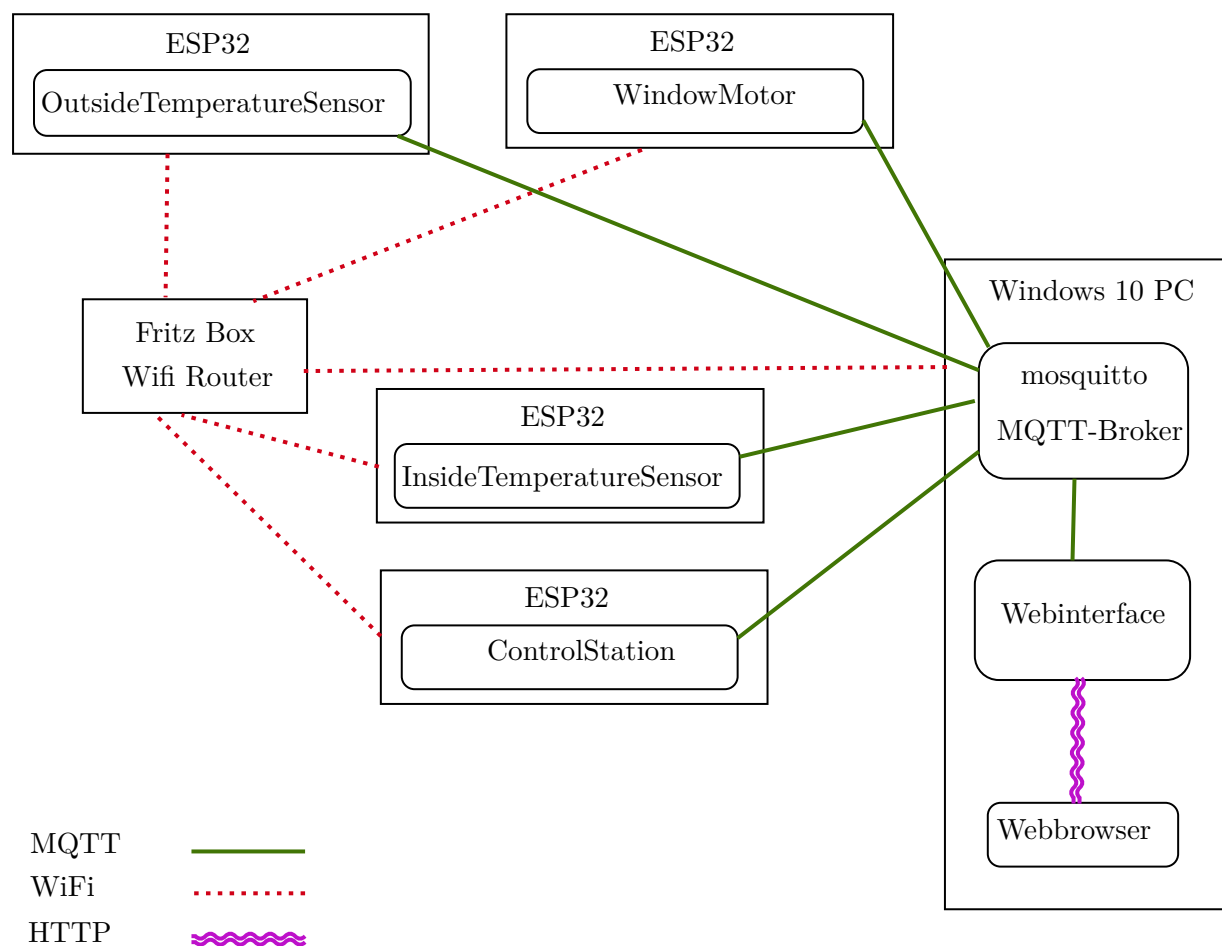 ESP32
OutsideTemperatureSensor
ESP32
WindowMotor
Fritz Box
Wifi Router
Windows 10 PC
mosquitto
MQTT-Broker
ESP32
InsideTemperatureSensor
ESP32
ControlStation
Webinterface
Webbrowser
MQTT
WiFi
HTTP